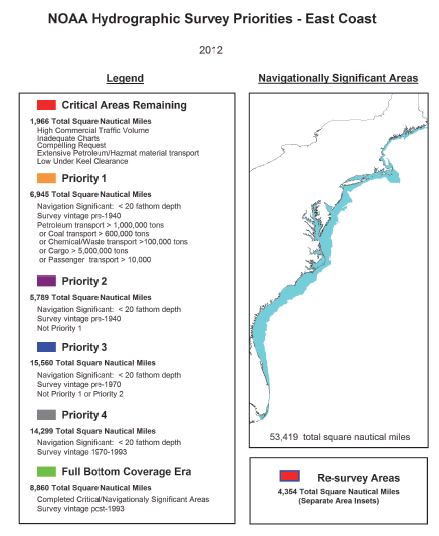 NOAA Hydrographic Survey Priorities - East Coast
2012
Legend
Critical Areas Remaining
1,966 Total Square Nautical Miles
High Commercial Traffic Volume
Inadequate Charts
Compelling Request
Extensive Petroleum/Hazmat material transport
Low Under Keel Clearance
Priority 1
6,945 Total Square Nautical Miles
Navigation Significant: < 20 fathom depth
Survey vintage pre-1940
Petroleum transport > 1,000,000 tons
or Coal transport > 600,000 tons
or Chemical/Waste transport >100,000 tons
or Cargo > 5,000,000 tons
or Passenger transport > 10,000
Priority 2
5,789 Total Square Nautical Miles
Navigation Significant: < 20 fathom depth
Survey vintage pre-1940
Not Priority 1
Priority 3
15,560 Total Square Nautical Miles
Navigation Significant: < 20 fathom depth
Survey vintage pre-1970
Not Priority 1 or Priority 2
Priority 4
14,299 Total Square Nautical Miles
Navigation Significant: < 20 fathom depth
Survey vintage 1970-1993
Full Bottom Coverage Era
8,860 Total Square Nautical Miles
Completed Critical/Navigationaly Significant Areas
Survey vintage post-1993
Navigationally Significant Areas
53,419 total square nautical miles
Re-survey Areas
4,354 Total Square Nautical Miles
(Separate Area Insets)